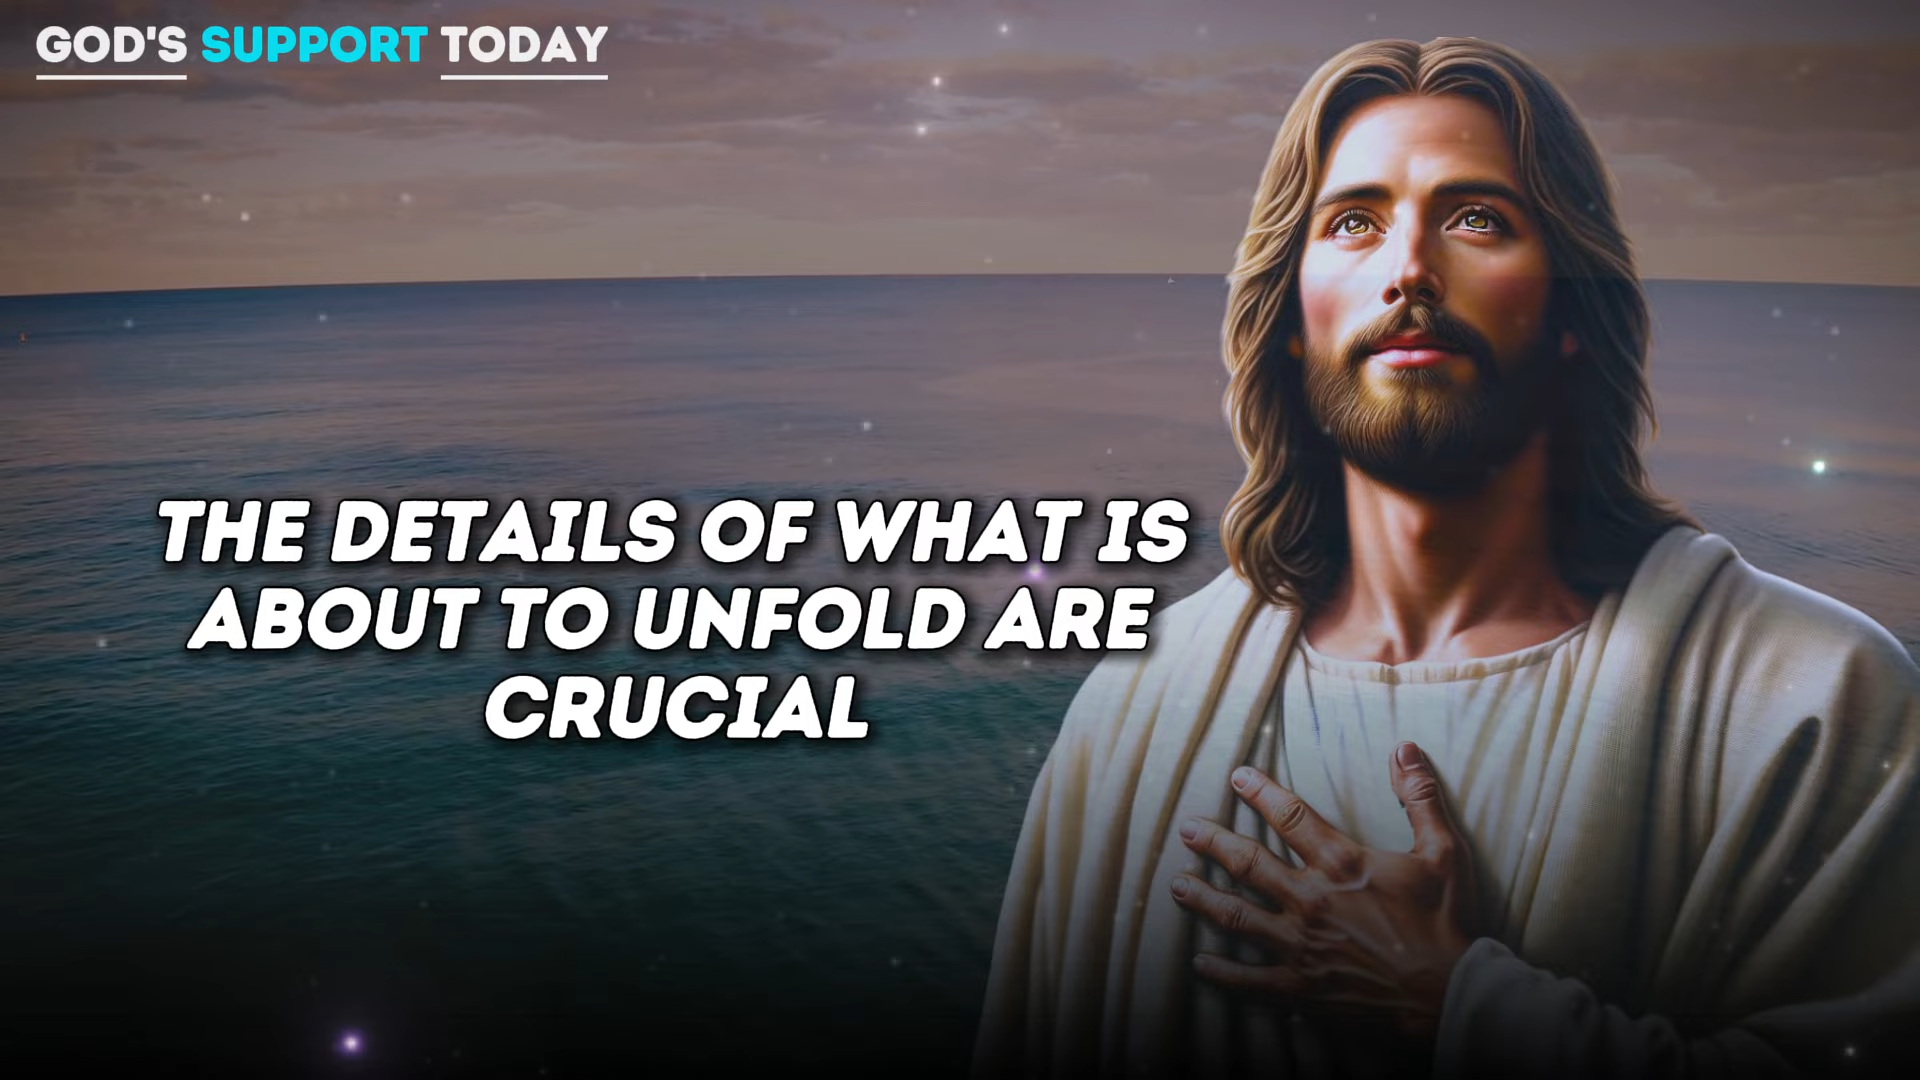 GOD'S SUPPORT TODAY
THE DETAILS OF WHAT IS
ABOUT TO UNFOLD ARE
CRUCIAL